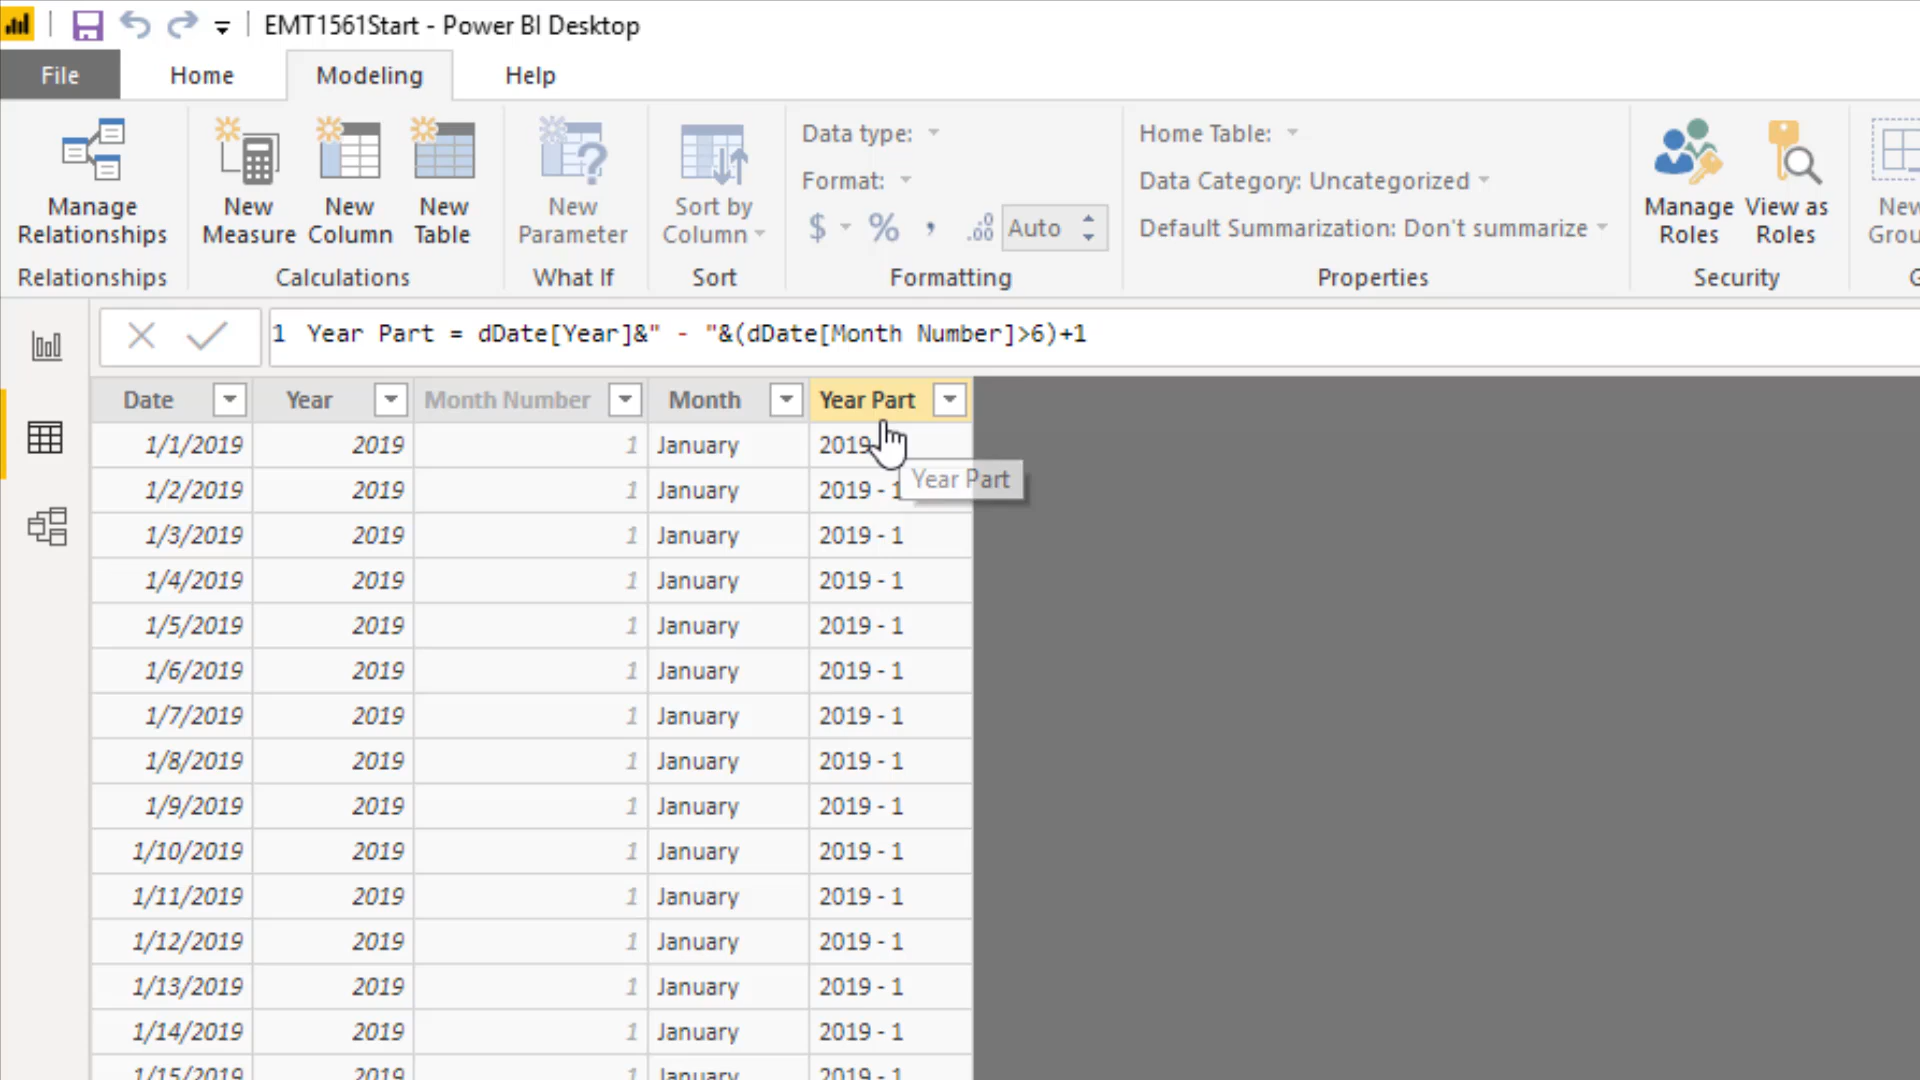 EMT1561Start - Power BI Desktop
File Home Modeling Help
Manage Relationships
New Measure
New Column
New Table
New Parameter
Sort by Column
Data type:
Format:
$ % , .00 Auto
Home Table:
Data Category: Uncategorized
Default Summarization: Don't summarize
Manage Roles
View as Roles
Relationships Calculations What If Sort Formatting Properties Security
1 Year Part = dDate[Year]&" - "&(dDate[Month Number]>6)+1
Date Year Month Number Month Year Part
1/1/2019 2019 1 January 2019
Year Part
1/2/2019 2019 1 January 2019 - 1
1/3/2019 2019 1 January 2019 - 1
1/4/2019 2019 1 January 2019 - 1
1/5/2019 2019 1 January 2019 - 1
1/6/2019 2019 1 January 2019 - 1
1/7/2019 2019 1 January 2019 - 1
1/8/2019 2019 1 January 2019 - 1
1/9/2019 2019 1 January 2019 - 1
1/10/2019 2019 1 January 2019 - 1
1/11/2019 2019 1 January 2019 - 1
1/12/2019 2019 1 January 2019 - 1
1/13/2019 2019 1 January 2019 - 1
1/14/2019 2019 1 January 2019 - 1
1/15/2019 2019 1 January 2019 - 1